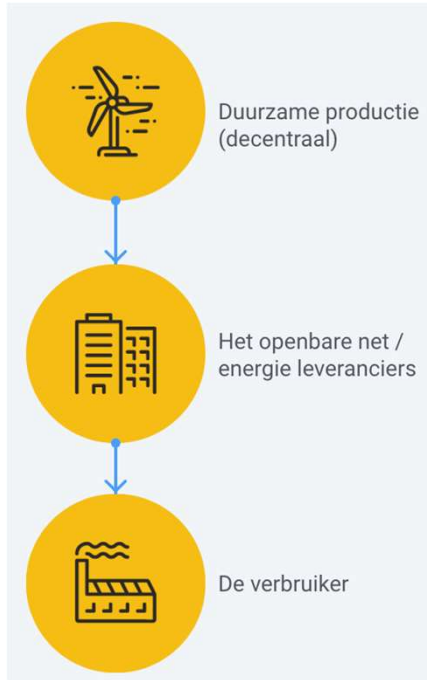 Duurzame productie
(decentraal)
Het openbare net /
energie leveranciers
De verbruiker